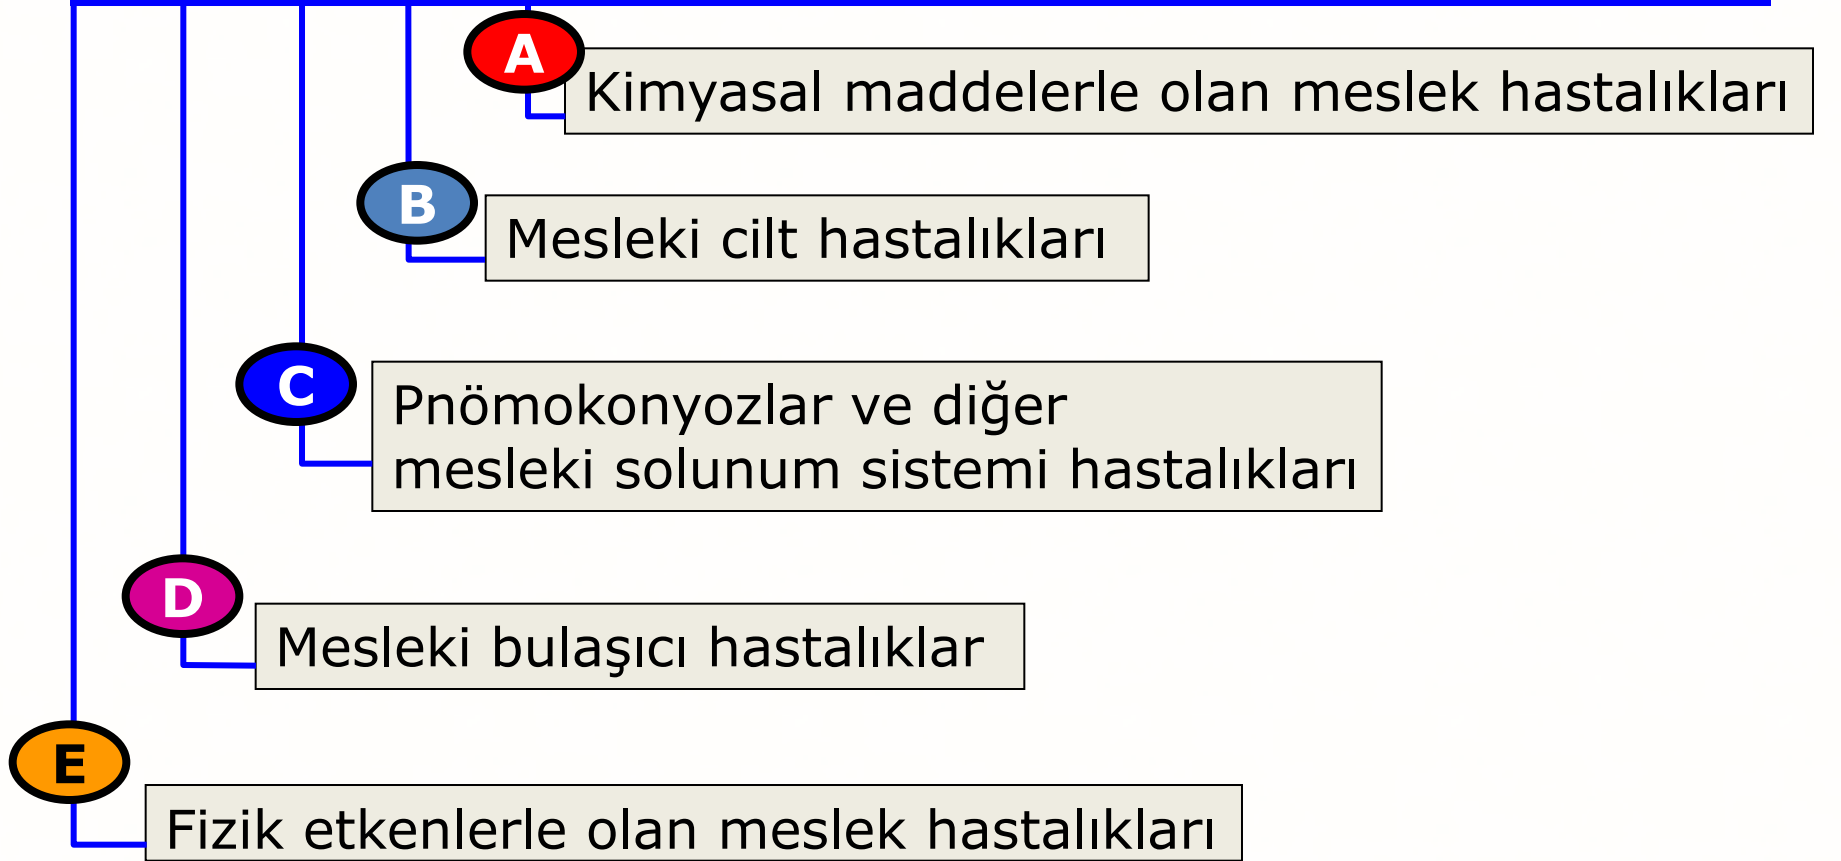 A
Kimyasal maddelerle olan meslek hastalıkları
B
Mesleki cilt hastalıkları
C
Pnömokonyozlar ve diğer
mesleki solunum sistemi hastalıkları
D
Mesleki bulaşıcı hastalıklar
E
Fizik etkenlerle olan meslek hastalıkları